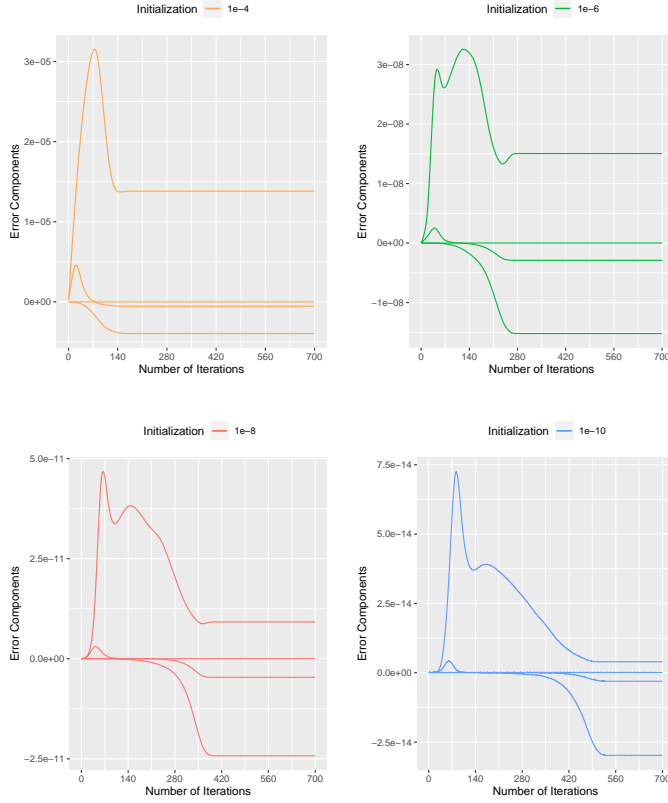 Initialization 1e−4
Error Components
3e−05
2e−05
1e−05
0e+00
0 140 280 420 560 700
Number of Iterations
Initialization 1e−6
Error Components
3e−08
2e−08
1e−08
0e+00
−1e−08
0 140 280 420 560 700
Number of Iterations
Initialization 1e−8
Error Components
5.0e−11
2.5e−11
0.0e+00
−2.5e−11
0 140 280 420 560 700
Number of Iterations
Initialization 1e−10
Error Components
7.5e−14
5.0e−14
2.5e−14
0.0e+00
−2.5e−14
0 140 280 420 560 700
Number of Iterations